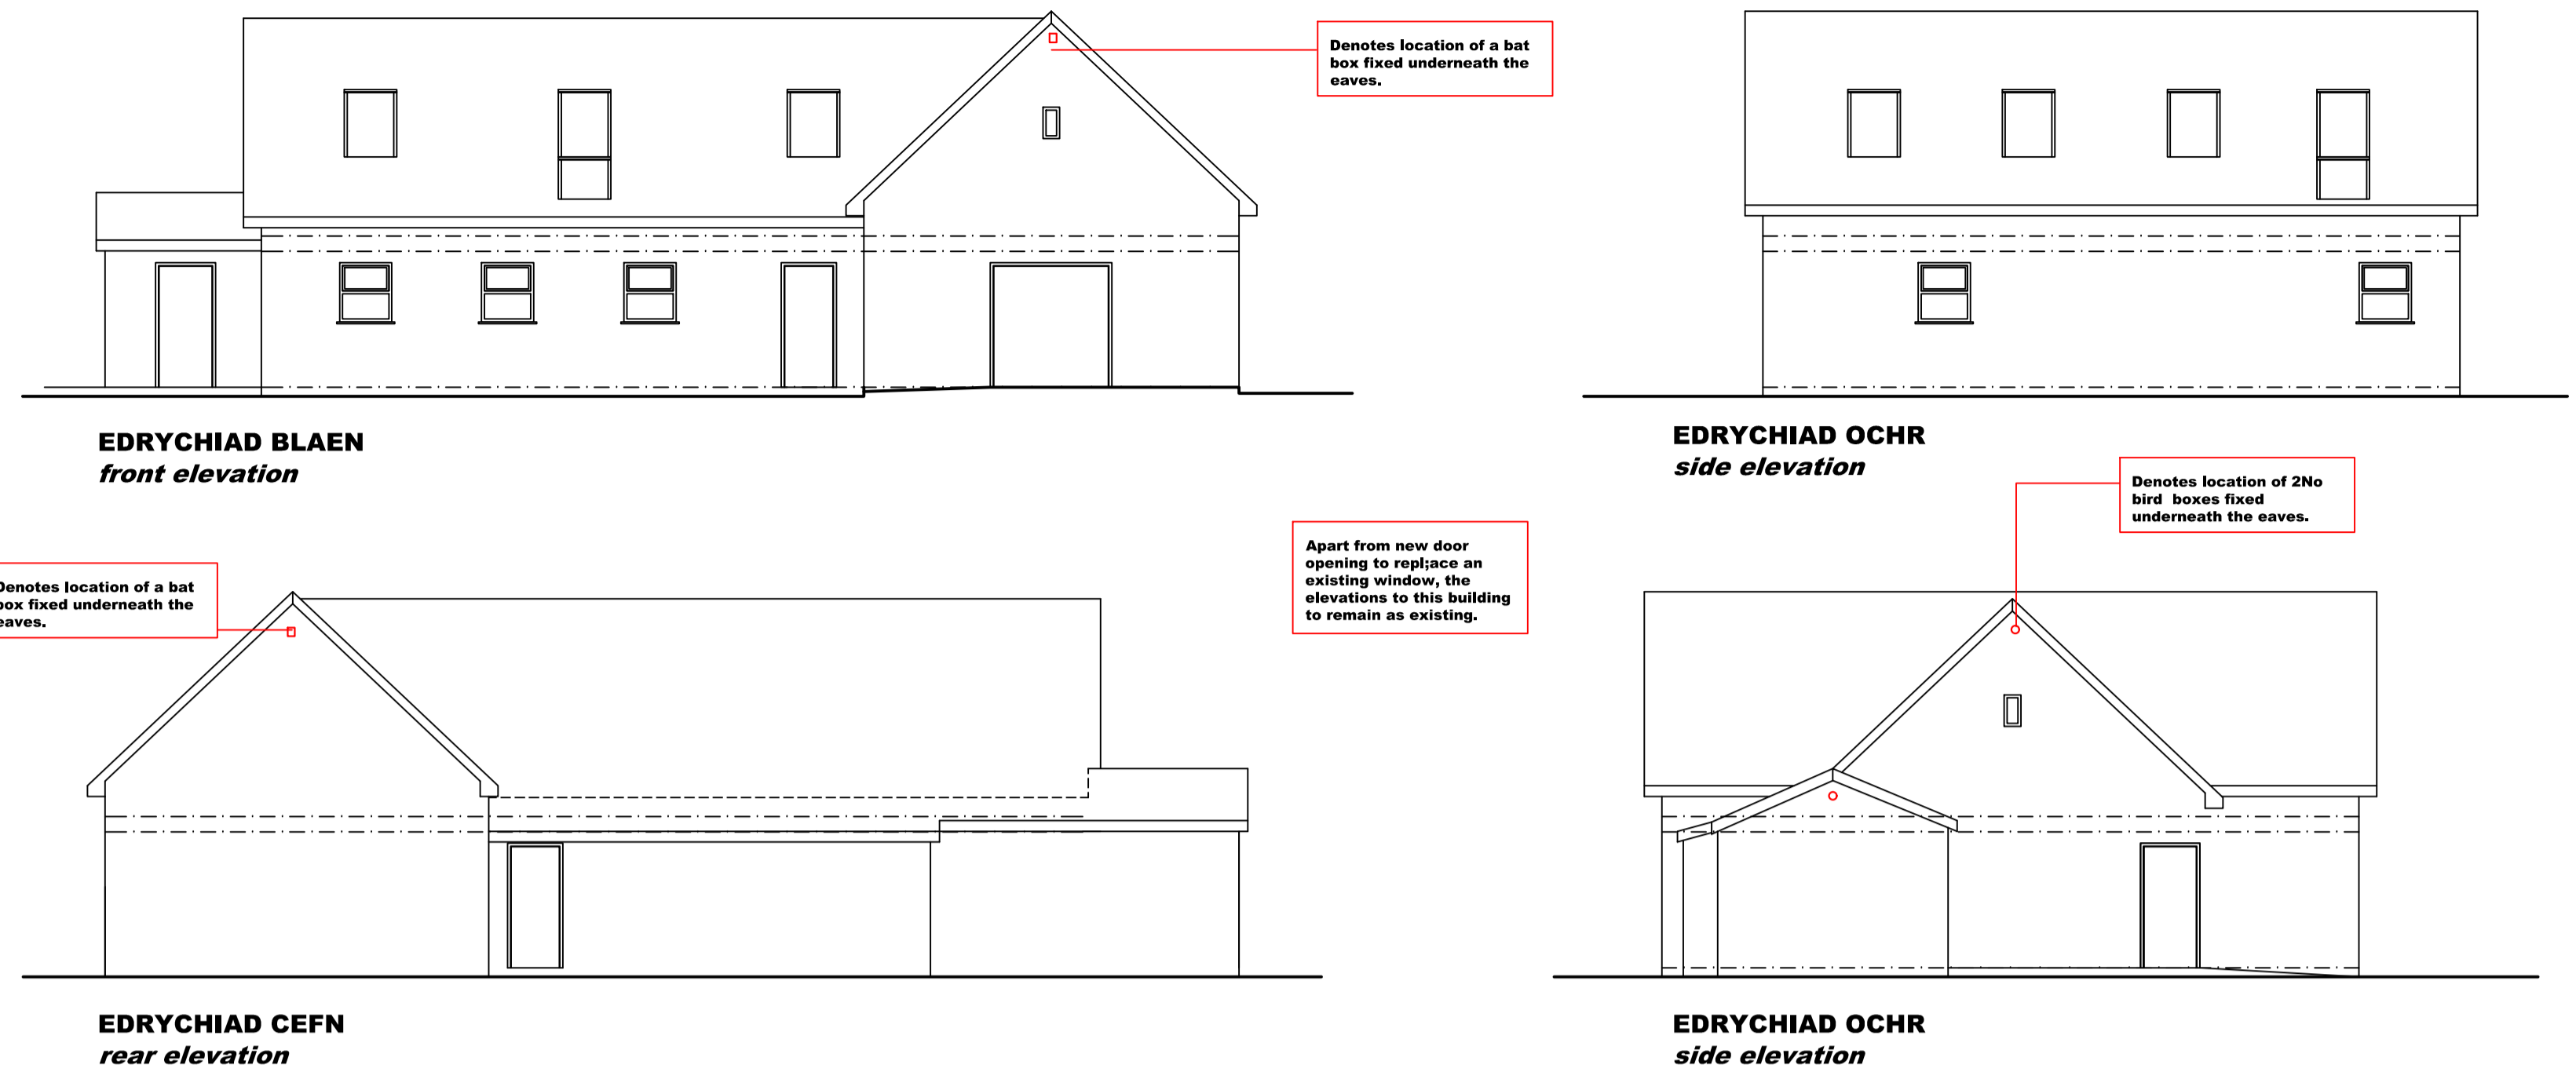 Denotes location of a bat
box fixed underneath the
eaves.
EDRYCHIAD BLAEN
front elevation
EDRYCHIAD OCHR
side elevation
Denotes location of 2No
bird boxes fixed
underneath the eaves.
Apart from new door
opening to repl;ace an
existing window, the
elevations to this building
to remain as existing.
Denotes location of a bat
box fixed underneath the
eaves.
EDRYCHIAD CEFN
rear elevation
EDRYCHIAD OCHR
side elevation